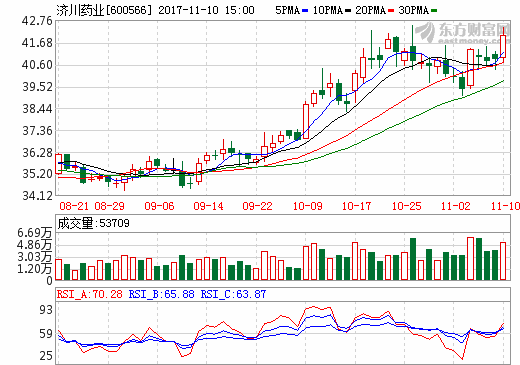 济川药业[600566] 2017-11-10 15:00 5PMA 10PMA 20PMA 30PMA
42.76
东方财富网
eastmoney.com
41.68
40.60
39.52
38.44
37.36
36.28
35.20
34.12
08-21 08-29 09-06 09-14 09-22 10-09 10-17 10-25 11-02 11-10
成交量:53709
6.69万
4.86万
3.03万
1.20万
0
RSI_A:70.28 RSI_B:65.88 RSI_C:63.87
93
59
25